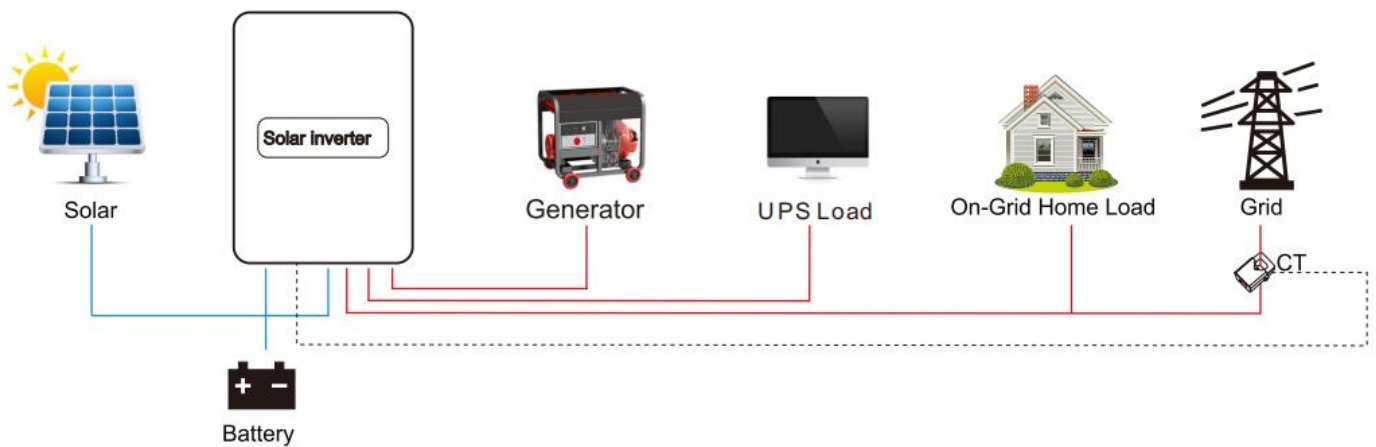 Solar inverter
Solar
Generator
UPS Load
On-Grid Home Load
Grid
CT
Battery